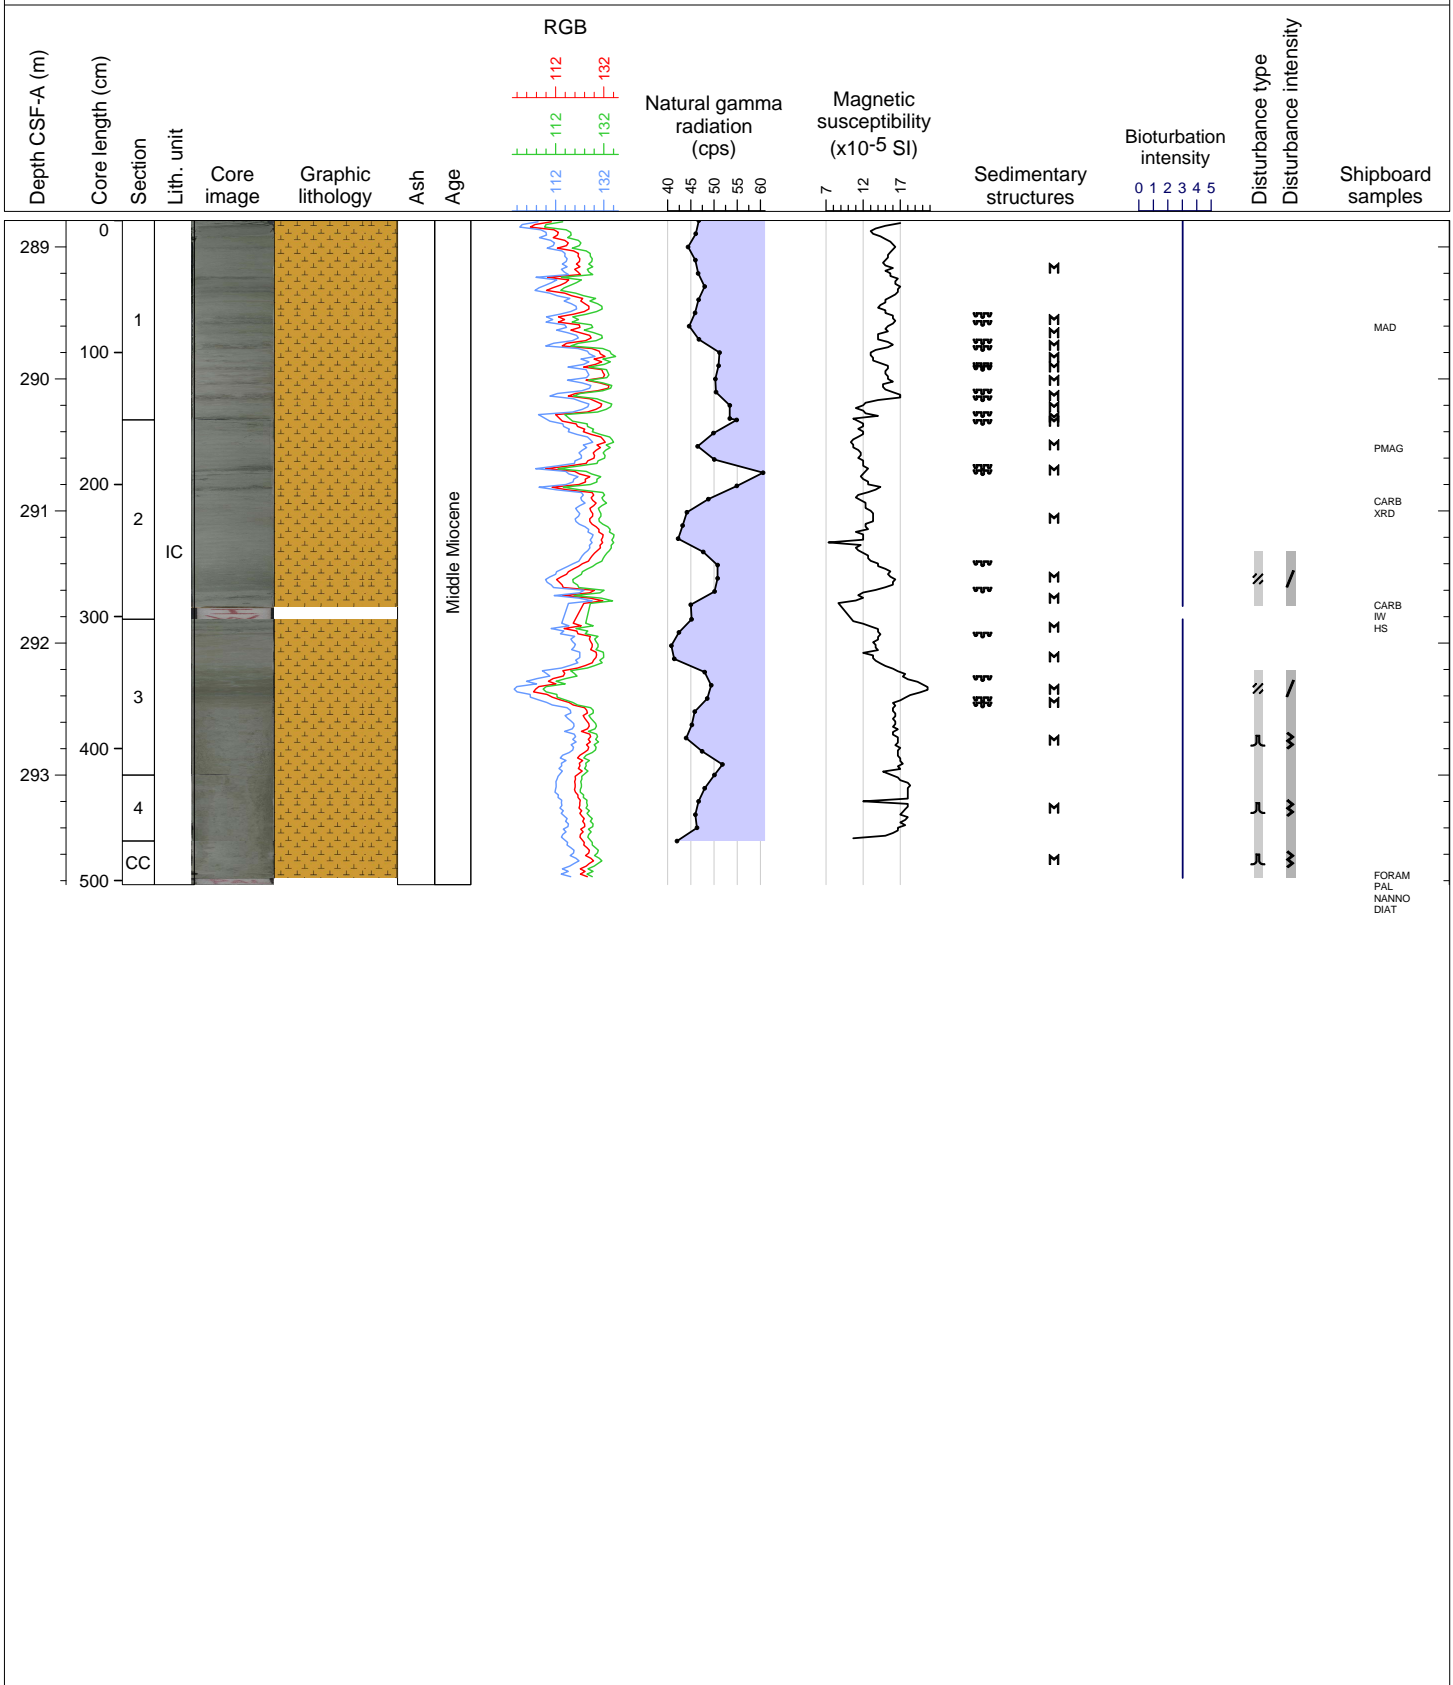 Depth CSF-A (m)
Core length (cm)
Section
Lith. unit
Core
image
Graphic
lithology
Ash
Age
RGB
112 132
112 132
112 132
Natural gamma
radiation
(cps)
40 45 50 55 60
Magnetic
susceptibility
(x10-5 SI)
7 12 17
Sedimentary
structures
Bioturbation
intensity
0 1 2 3 4 5
Disturbance type
Disturbance intensity
Shipboard
samples
289
290
291
292
293
0
100
200
300
400
500
1
2
3
4
CC
IC
Middle Miocene
MAD
PMAG
CARB
XRD
CARB
IW
HS
FORAM
PAL
NANNO
DIAT